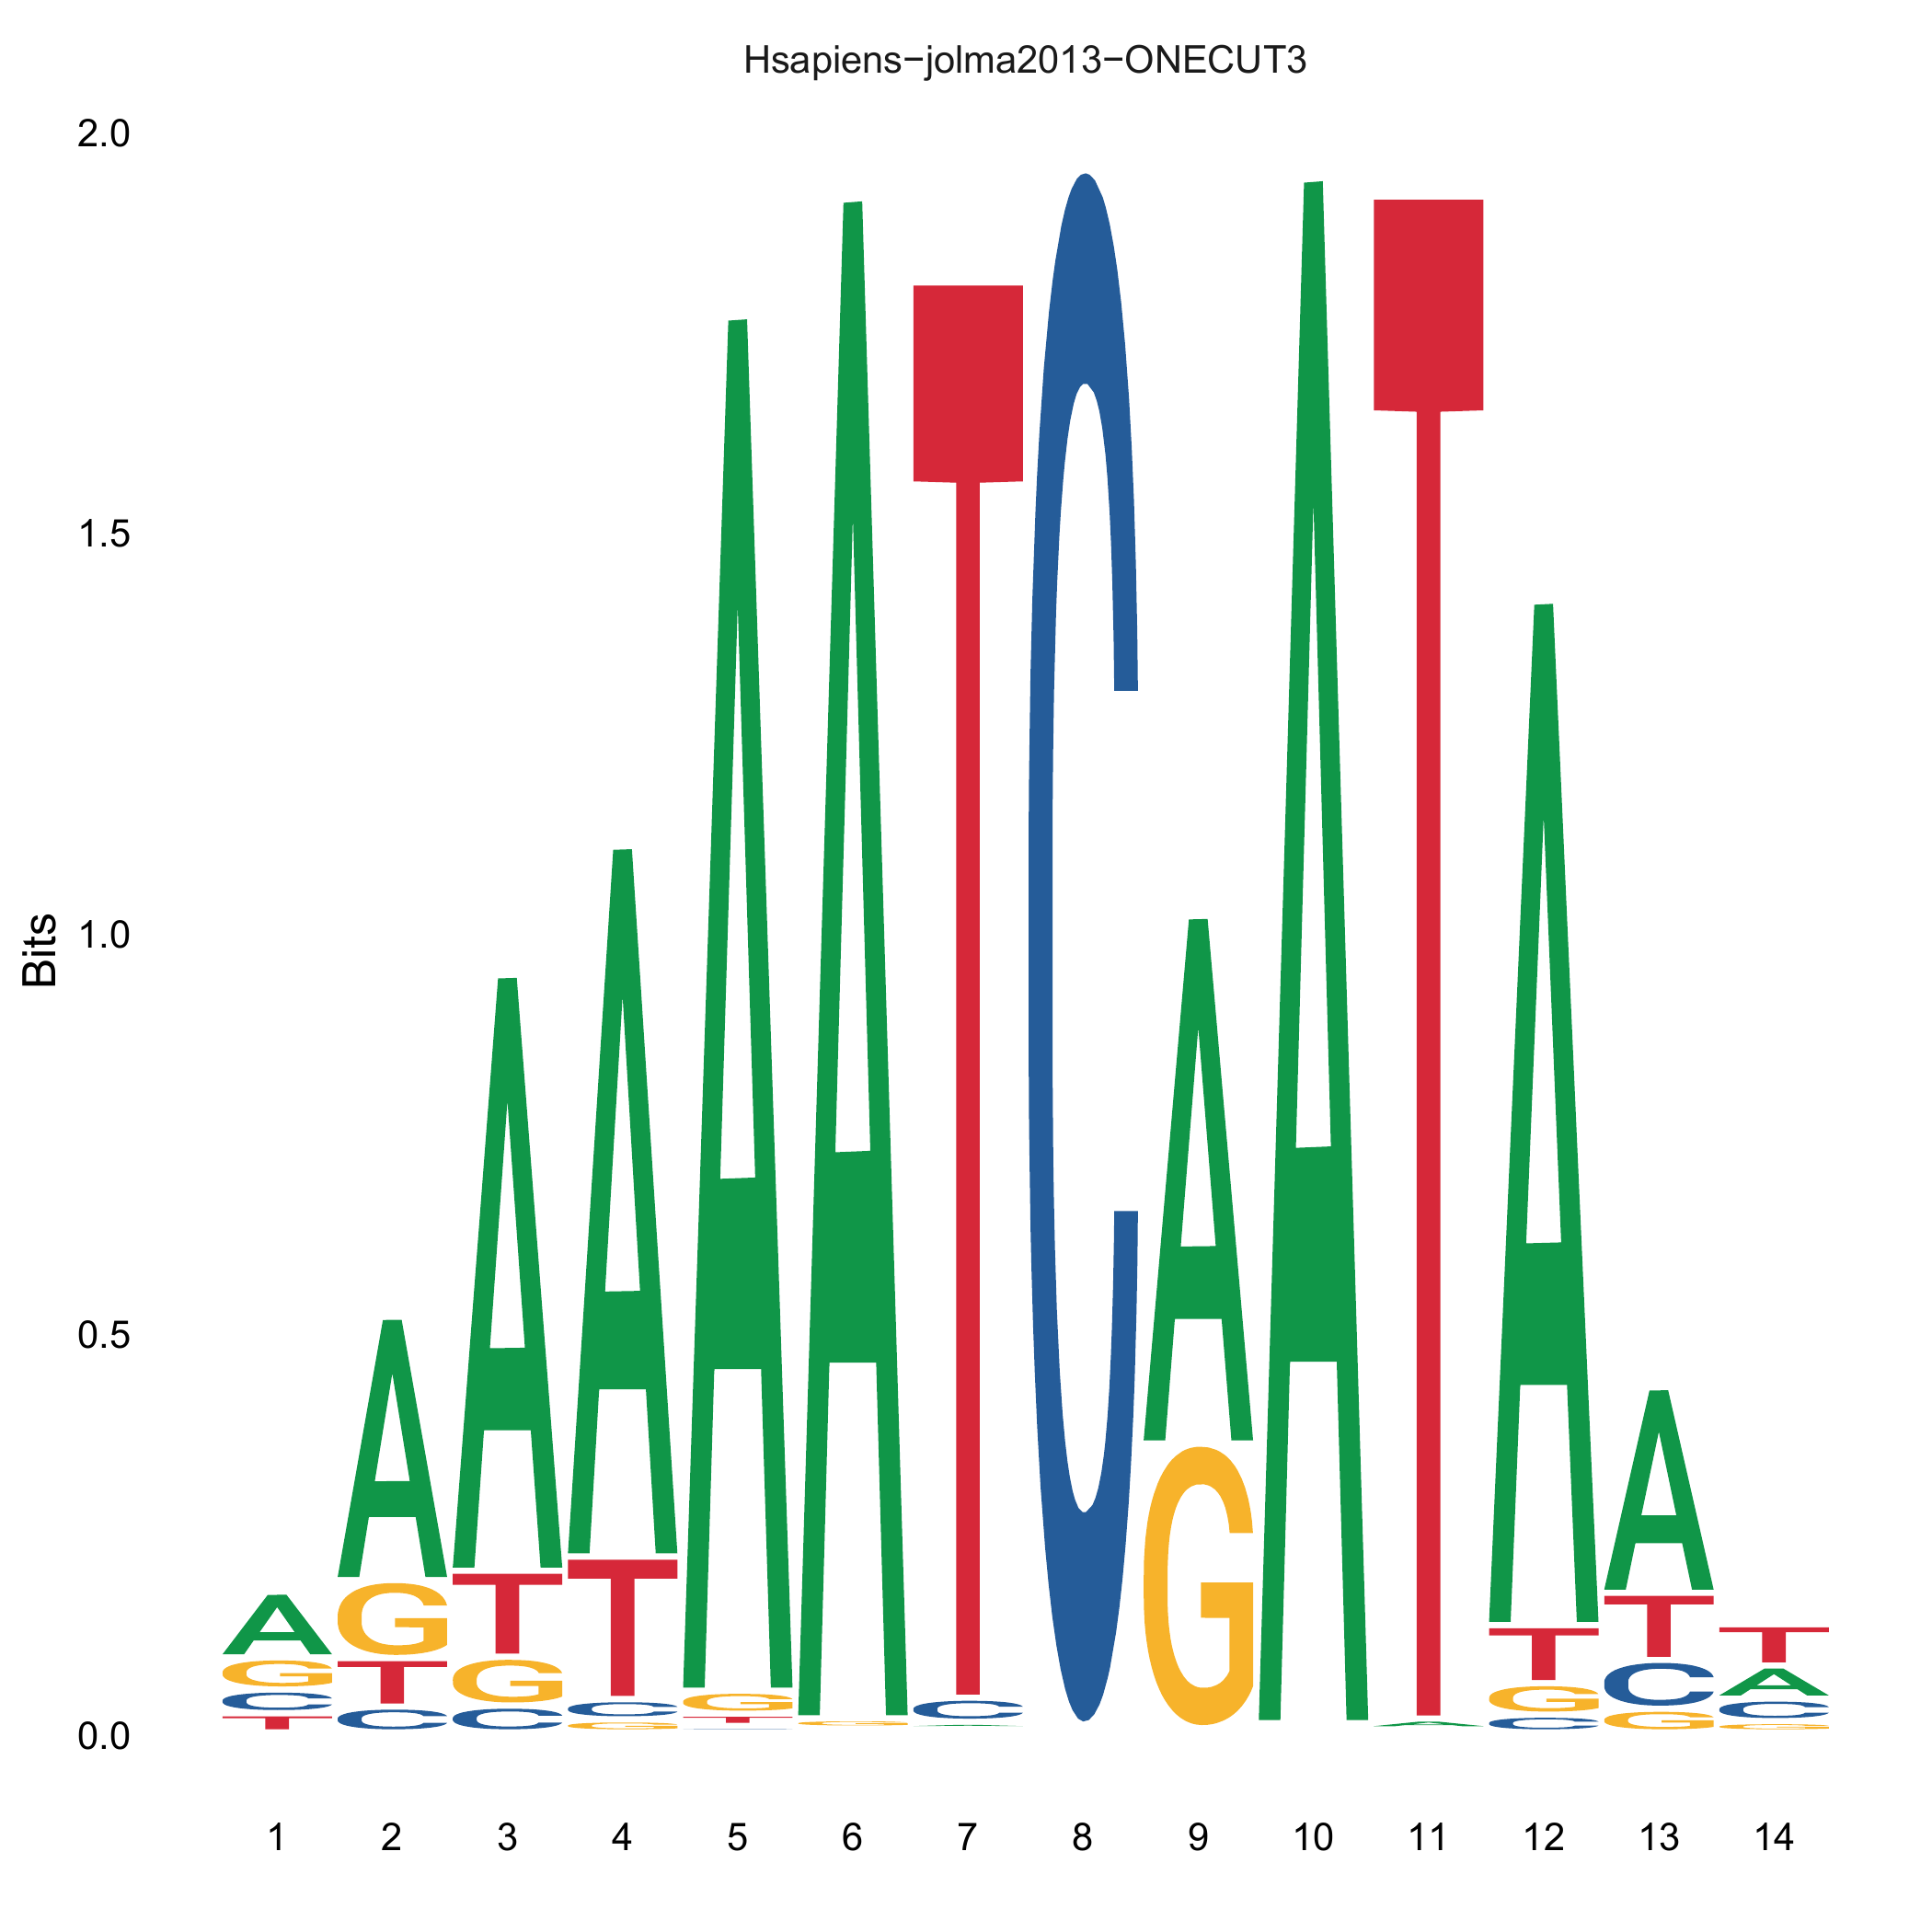 Hsapiens−jolma2013−ONECUT3
2.0
1.5
1.0
0.5
0.0
Bits
A G C T
A G T C
A T G C
A T C G
A G T
A G
T C
C
A G
A
T A
A T G C
A T C G
T A C G
1 2 3 4 5 6 7 8 9 10 11 12 13 14